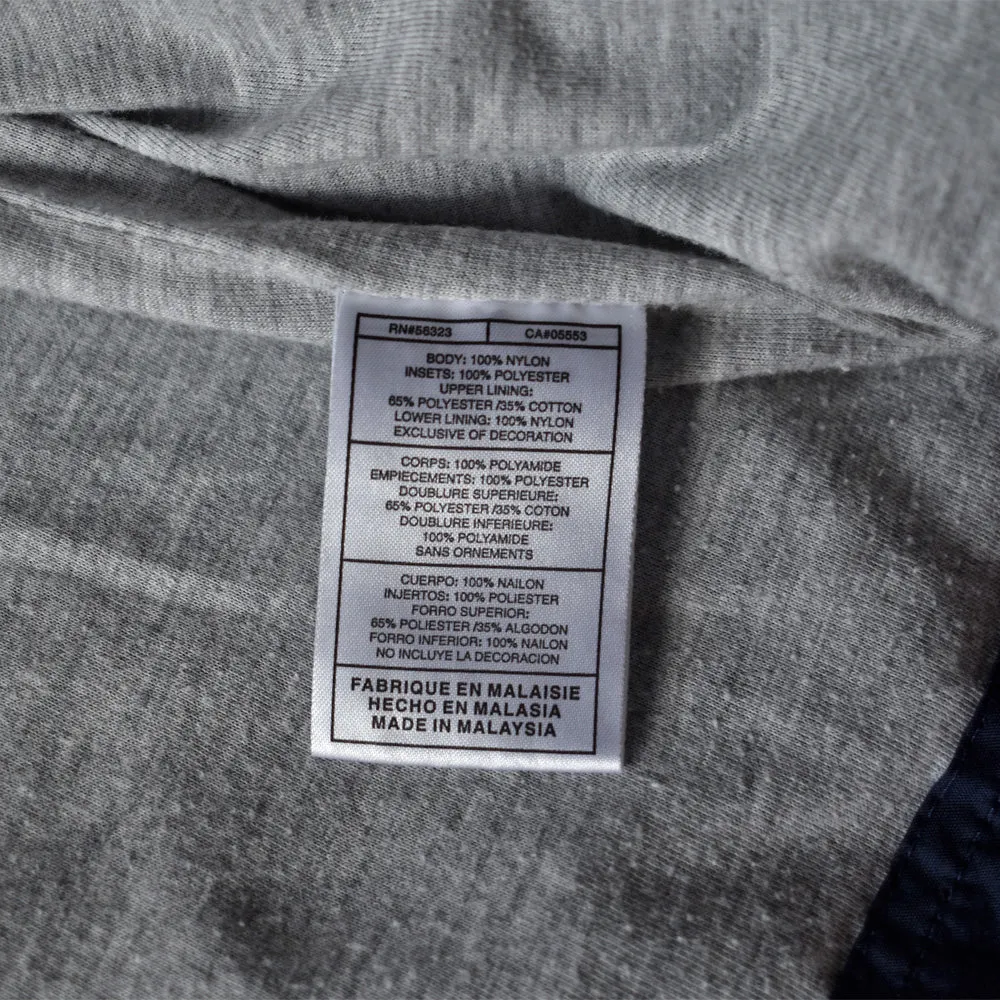 RN#56323 CA#05553
BODY: 100% NYLON
INSETS: 100% POLYESTER
UPPER LINING:
65% POLYESTER /35% COTTON
LOWER LINING: 100% NYLON
EXCLUSIVE OF DECORATION
CORPS: 100% POLYAMIDE
EMPIECEMENTS: 100% POLYESTER
DOUBLURE SUPERIEURE:
65% POLYESTER /35% COTON
DOUBLURE INFERIEURE:
100% POLYAMIDE
SANS ORNEMENTS
CUERPO: 100% NAILON
INJERTOS: 100% POLIESTER
FORRO SUPERIOR:
65% POLIESTER /35% ALGODON
FORRO INFERIOR: 100% NAILON
NO INCLUYE LA DECORACION
FABRIQUE EN MALAISIE
HECHO EN MALASIA
MADE IN MALAYSIA